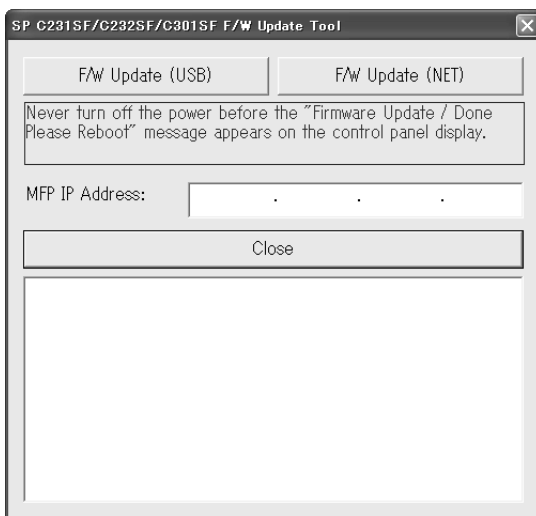 SP C231SF/C232SF/C301SF F/W Update Tool
F/W Update (USB)
F/W Update (NET)
Never turn off the power before the "Firmware Update / Done
Please Reboot" message appears on the control panel display.
MFP IP Address:
. . .
Close